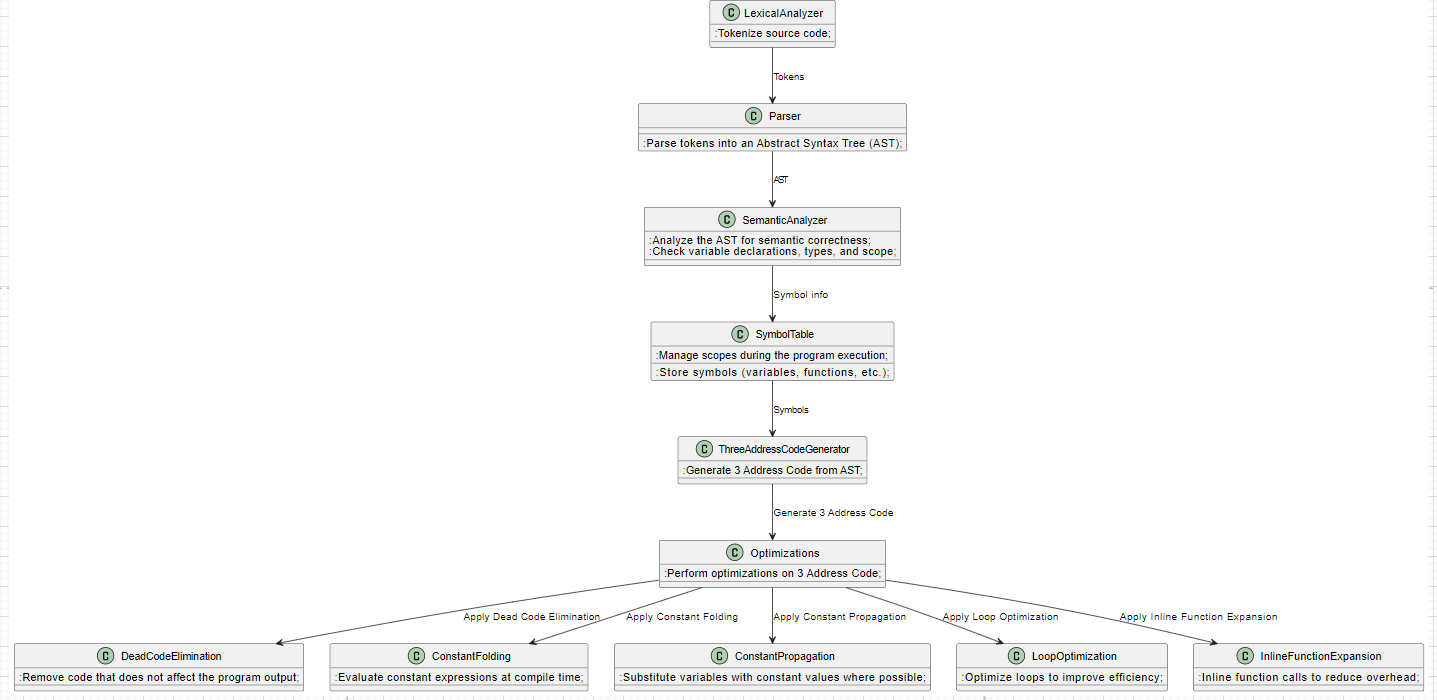 C LexicalAnalyzer
:Tokenize source code;
Tokens
C Parser
:Parse tokens into an Abstract Syntax Tree (AST);
AST
C SemanticAnalyzer
:Analyze the AST for semantic correctness;
:Check variable declarations, types, and scope;
Symbol info
C SymbolTable
:Manage scopes during the program execution;
:Store symbols (variables, functions, etc.);
Symbols
C ThreeAddressCodeGenerator
:Generate 3 Address Code from AST;
Generate 3 Address Code
C Optimizations
:Perform optimizations on 3 Address Code;
Apply Dead Code Elimination
Apply Constant Folding
Apply Constant Propagation
Apply Loop Optimization
Apply Inline Function Expansion
C DeadCodeElimination
:Remove code that does not affect the program output;
C ConstantFolding
:Evaluate constant expressions at compile time;
C ConstantPropagation
:Substitute variables with constant values where possible;
C LoopOptimization
:Optimize loops to improve efficiency;
C InlineFunctionExpansion
:Inline function calls to reduce overhead;